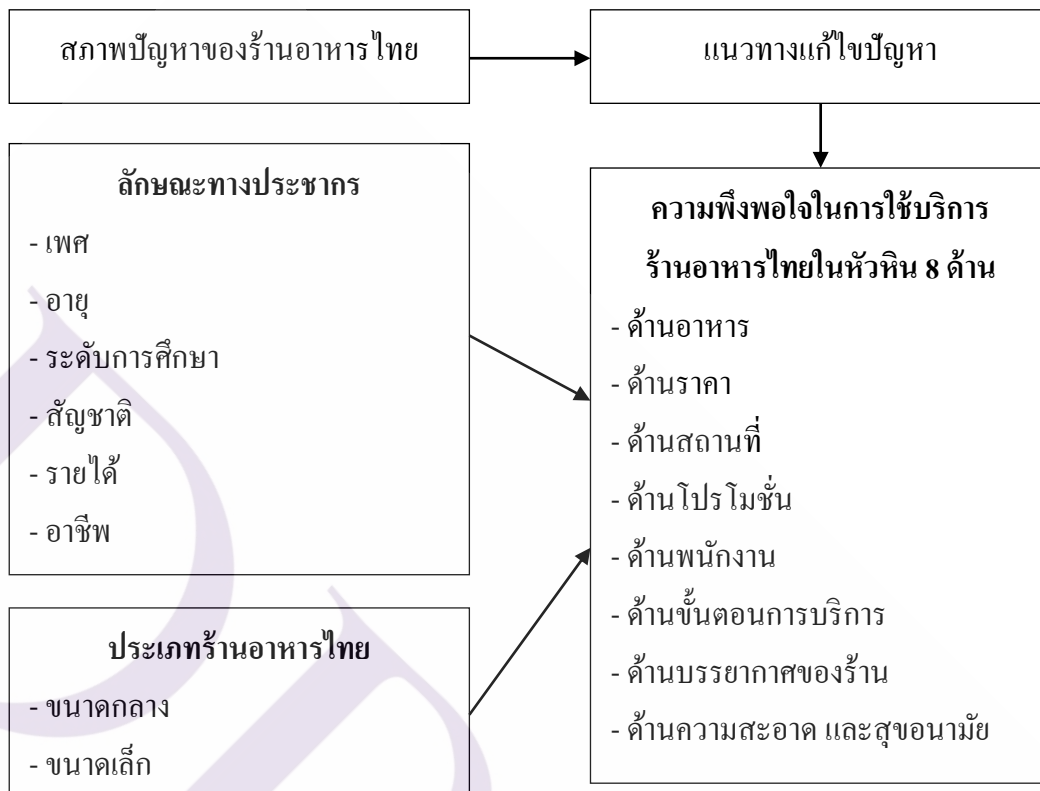 สภาพปัญหาของร้านอาหารไทย
แนวทางแก้ไขปัญหา
ลักษณะทางประชากร
- เพศ
- อายุ
- ระดับการศึกษา
- สัญชาติ
- รายได้
- อาชีพ
ประเภทร้านอาหารไทย
- ขนาดกลาง
- ขนาดเล็ก
ความพึงพอใจในการใช้บริการ
ร้านอาหารไทยในหัวหิน 8 ด้าน
- ด้านอาหาร
- ด้านราคา
- ด้านสถานที่
- ด้านโปรโมชั่น
- ด้านพนักงาน
- ด้านขั้นตอนการบริการ
- ด้านบรรยากาศของร้าน
- ด้านความสะอาด และสุขอนามัย